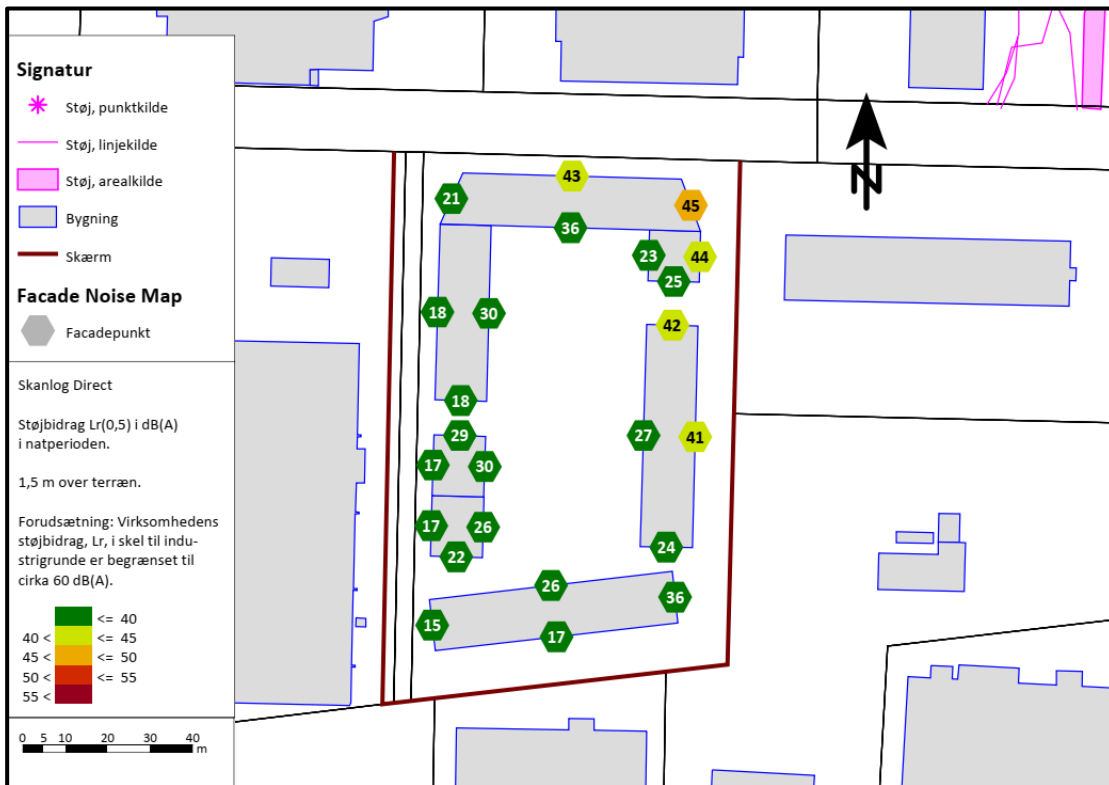 Signatur
Støj, punktkilde
Støj, linjekilde
Støj, arealkilde
Bygning
Skærm
Facade Noise Map
Facadepunkt
Skanlog Direct
Støjbidrag Lr(0,5) i dB(A)
i natperioden.
1,5 m over terræn.
Forudsætning: Virksomhedens
støjbidrag, Lr, i skel til indu-
strigrunde er begrænset til
cirka 60 dB(A).
<= 40
40 < <= 45
45 < <= 50
50 < <= 55
55 <
0 5 10 20 30 40
m
43
21
45
36
23
44
25
N
18
30
42
18
29
27
41
17
30
17
26
22
24
26
36
15
17